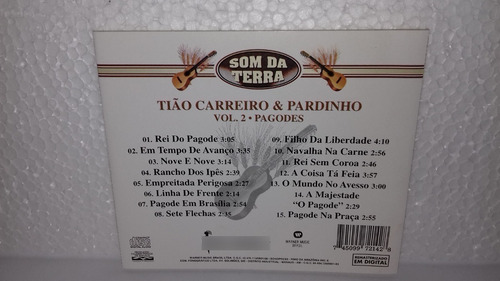 SOM DA
TERRA
TIÃO CARREIRO & PARDINHO
VOL. 2 • PAGODES
01. Rei Do Pagode 3:05
02. Em Tempo De Avanço 3:35
03. Nove E Nove 3:14
04. Rancho Dos Ipês 2:39
05. Empreitada Perigosa 2:27
06. Linha De Frente 2:14
07. Pagode Em Brasília 2:54
08. Sete Flechas 2:35
09. Filho Da Liberdade 4:10
10. Navalha Na Carne 2:56
11. Rei Sem Coroa 2:46
12. A Coisa Tá Feia 3:57
13. O Mundo No Avesso 3:00
14. A Majestade
"O Pagode" 2:29
15. Pagode Na Praça 2:55
WARNER MUSIC
REMASTERIZADO
EM DIGITAL